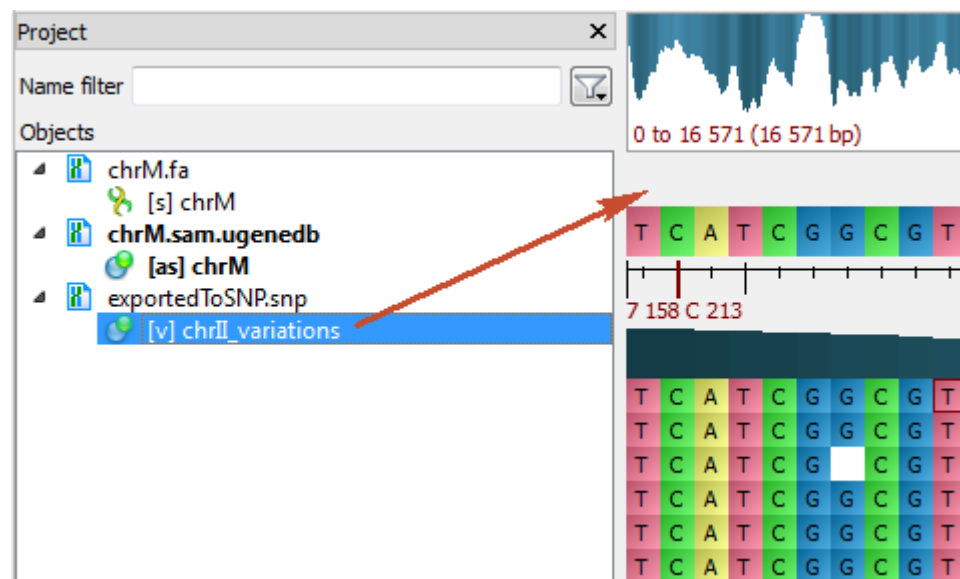 Project
Name filter
Objects
chrM.fa
[s] chrM
chrM.sam.ugenedb
[as] chrM
exportedToSNP.snp
[v] chrII_variations
0 to 16 571 (16 571 bp)
T C A T C G G C G T
7 158 C 213
T C A T C G G C G T
T C A T C G G C G T
T C A T C G C G T
T C A T C G G C G T
T C A T C G G C G T
T C A T C G G C G T